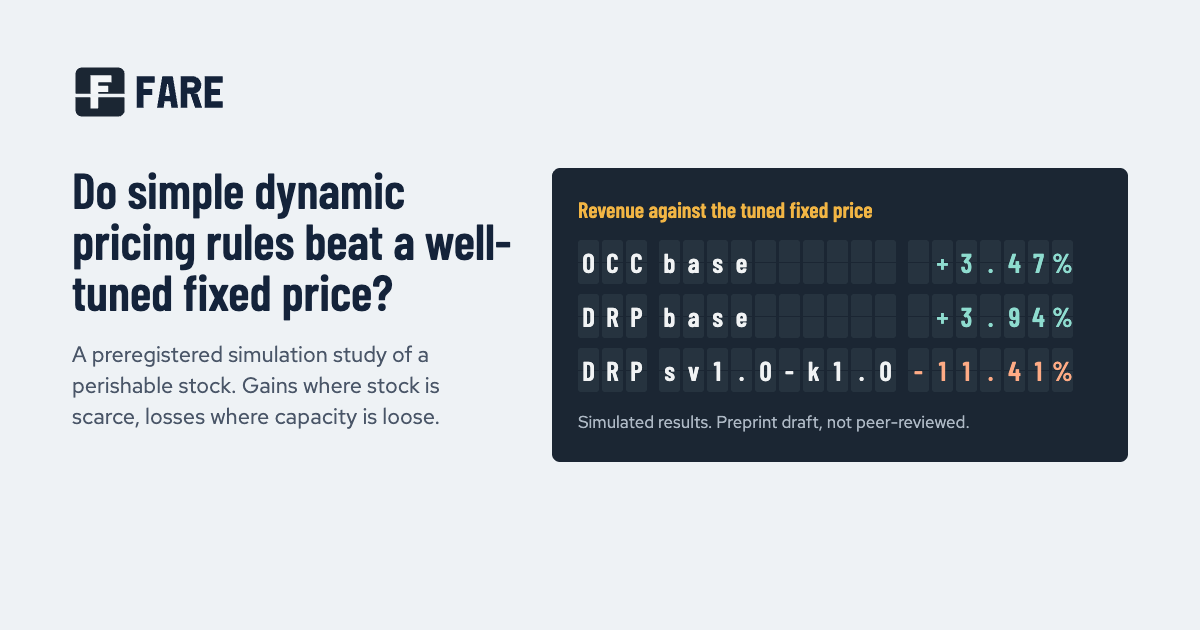 FARE
Do simple dynamic
pricing rules beat a well-
tuned fixed price?
A preregistered simulation study of a
perishable stock. Gains where stock is
scarce, losses where capacity is loose.
Revenue against the tuned fixed price
OCC base +3.47%
DRP base +3.94%
DRP sv1.0-k1.0 -11.41%
Simulated results. Preprint draft, not peer-reviewed.